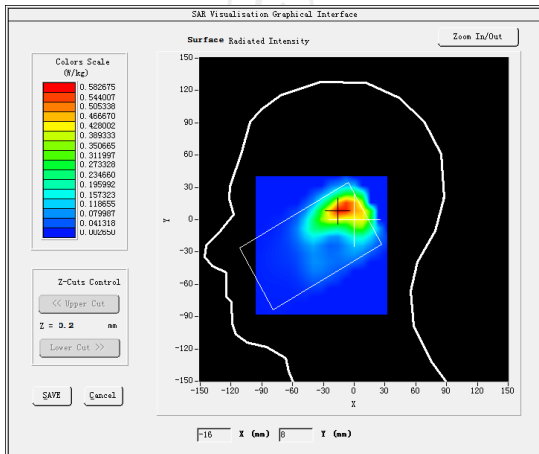 SAR Visualisation Graphical Interface
Surface Radiated Intensity
Zoom In/Out
Colors Scale
(W/kg)
0.582675
0.544007
0.505338
0.466670
0.428002
0.389333
0.350665
0.311997
0.273328
0.234660
0.195992
0.157323
0.118655
0.079987
0.041318
0.002650
Z-Cuts Control
<< Upper Cut
Z = 0.2 mm
Lower Cut >>
SAVE Cancel
150
120
90
60
30
0
-30
-60
-90
-120
-150
Y
-150 -120 -90 -60 -30 0 30 60 90 120 150
X
-16 X (mm) 8 Y (mm)